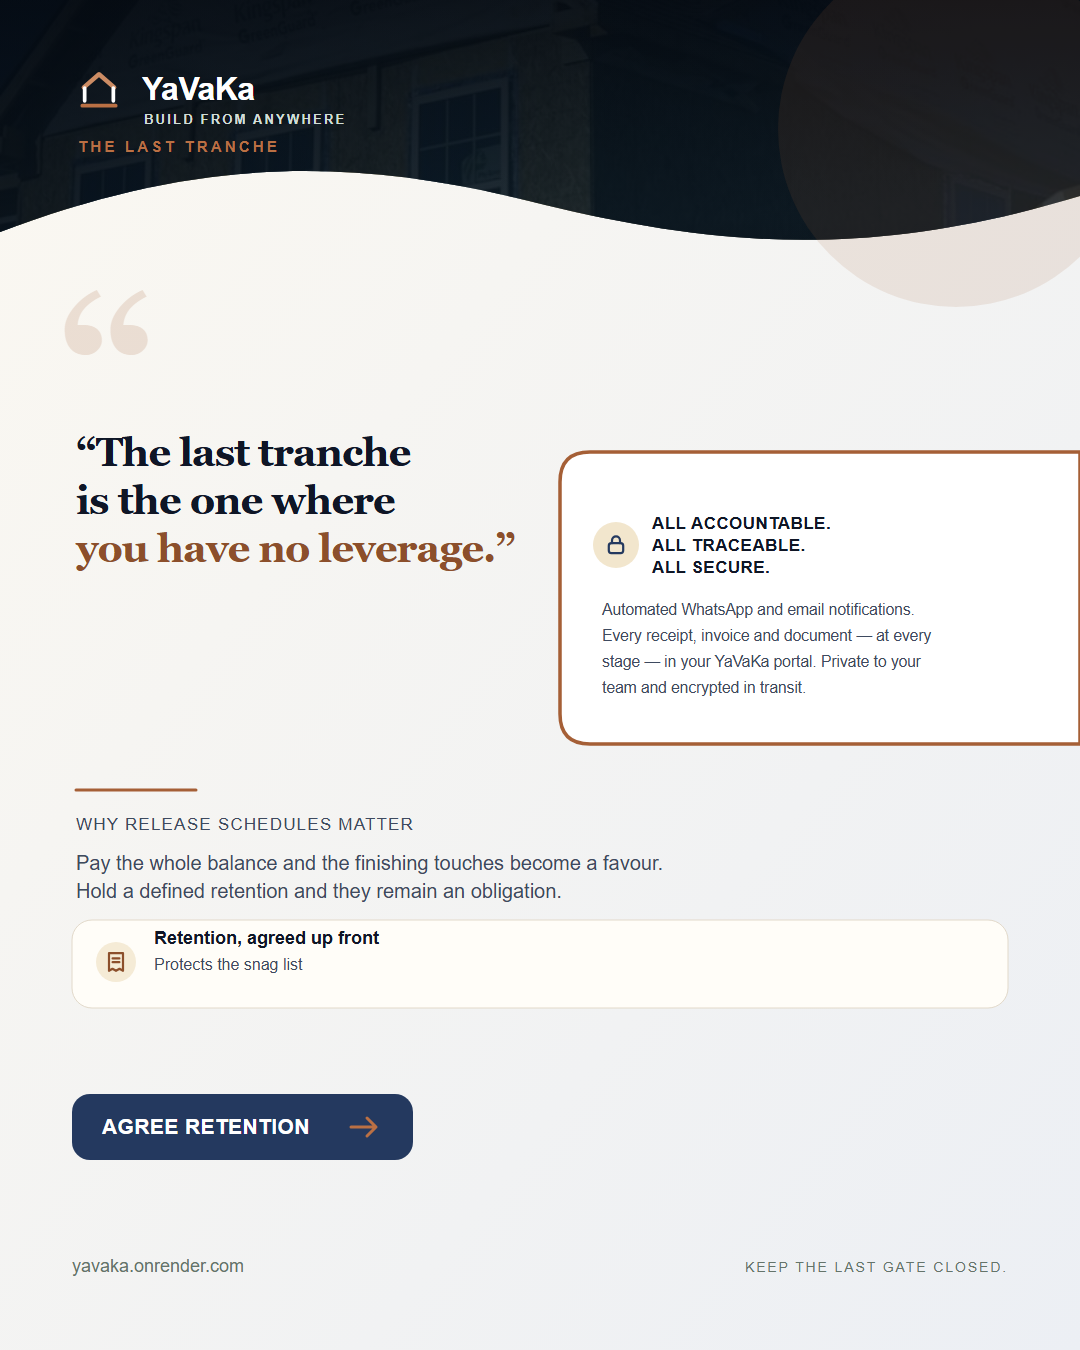 YaVaKa
BUILD FROM ANYWHERE
THE LAST TRANCHE
“The last tranche
is the one where
you have no leverage.”
ALL ACCOUNTABLE.
ALL TRACEABLE.
ALL SECURE.
Automated WhatsApp and email notifications.
Every receipt, invoice and document — at every
stage — in your YaVaKa portal. Private to your
team and encrypted in transit.
WHY RELEASE SCHEDULES MATTER
Pay the whole balance and the finishing touches become a favour.
Hold a defined retention and they remain an obligation.
Retention, agreed up front
Protects the snag list
AGREE RETENTION
yavaka.onrender.com
KEEP THE LAST GATE CLOSED.